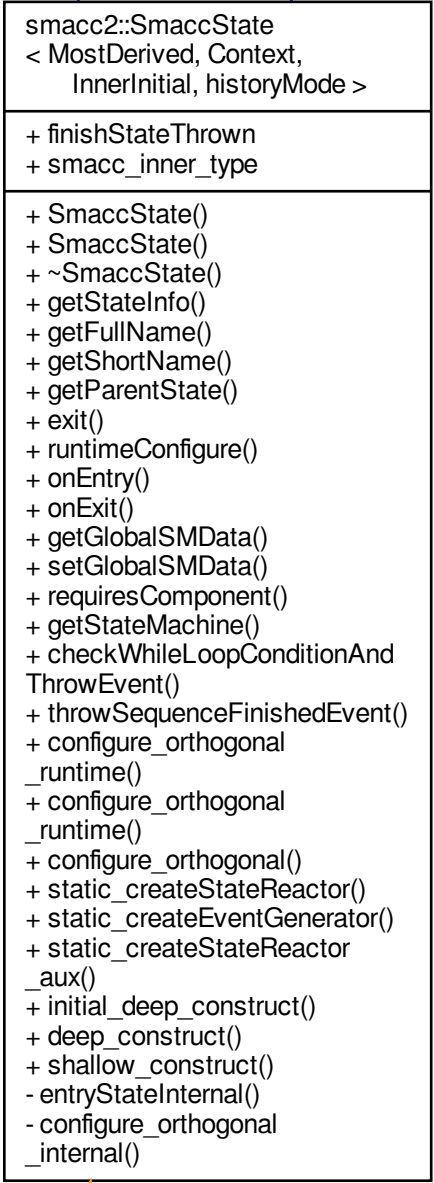 smacc2::SmaccState
< MostDerived, Context,
InnerInitial, historyMode >
+ finishStateThrown
+ smacc_inner_type
+ SmaccState()
+ SmaccState()
+ ~SmaccState()
+ getStateInfo()
+ getFullName()
+ getShortName()
+ getParentState()
+ exit()
+ runtimeConfigure()
+ onEntry()
+ onExit()
+ getGlobalSMData()
+ setGlobalSMData()
+ requiresComponent()
+ getStateMachine()
+ checkWhileLoopConditionAnd
ThrowEvent()
+ throwSequenceFinishedEvent()
+ configure_orthogonal
_runtime()
+ configure_orthogonal
_runtime()
+ configure_orthogonal()
+ static_createStateReactor()
+ static_createEventGenerator()
+ static_createStateReactor
_aux()
+ initial_deep_construct()
+ deep_construct()
+ shallow_construct()
- entryStateInternal()
- configure_orthogonal
_internal()